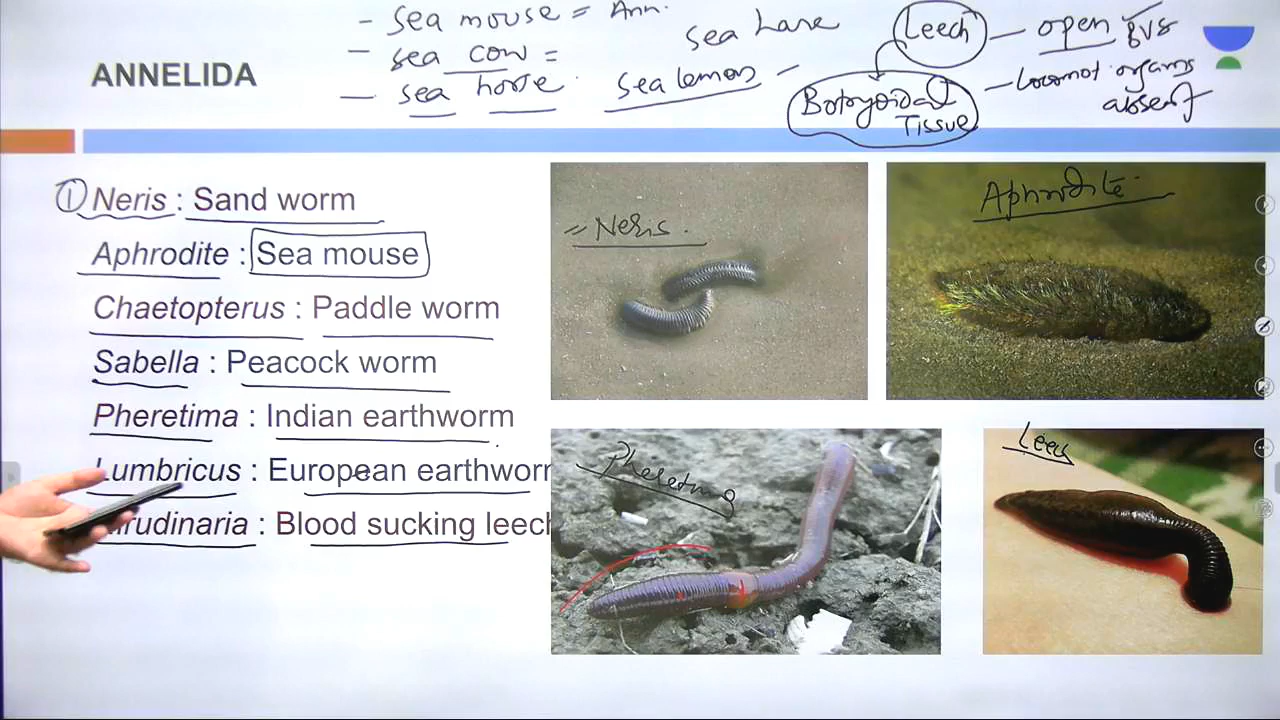 - Sea mouse = Ann.
- sea cow =
- sea horse
sea hare
Sea lemon -
Leech - open BVS
- Locomot. organs absent
Botryoidal Tissue
ANNELIDA
① Neris : Sand worm
Aphrodite : Sea mouse
Chaetopterus : Paddle worm
Sabella : Peacock worm
Pheretima : Indian earthworm
Lumbricus : European earthworm
irudinaria : Blood sucking leech
= Neris.
Aphrodite
Pheretima
Leech